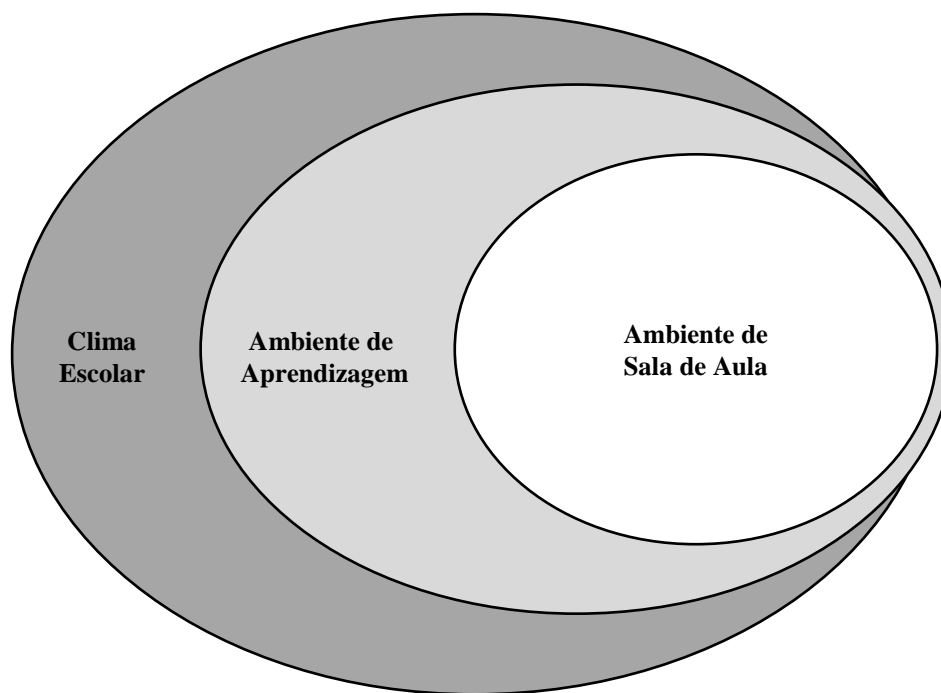 Clima
Escolar
Ambiente de
Aprendizagem
Ambiente de
Sala de Aula